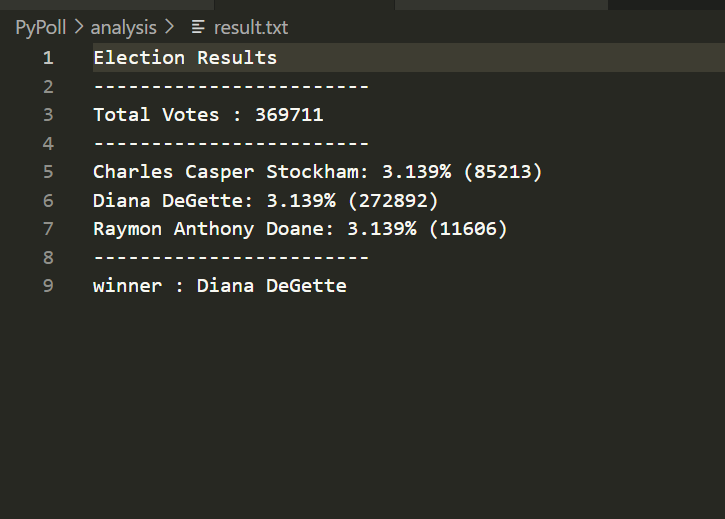 PyPoll > analysis > result.txt
1 Election Results
2 ------------------------
3 Total Votes : 369711
4 ------------------------
5 Charles Casper Stockham: 3.139% (85213)
6 Diana DeGette: 3.139% (272892)
7 Raymon Anthony Doane: 3.139% (11606)
8 ------------------------
9 winner : Diana DeGette